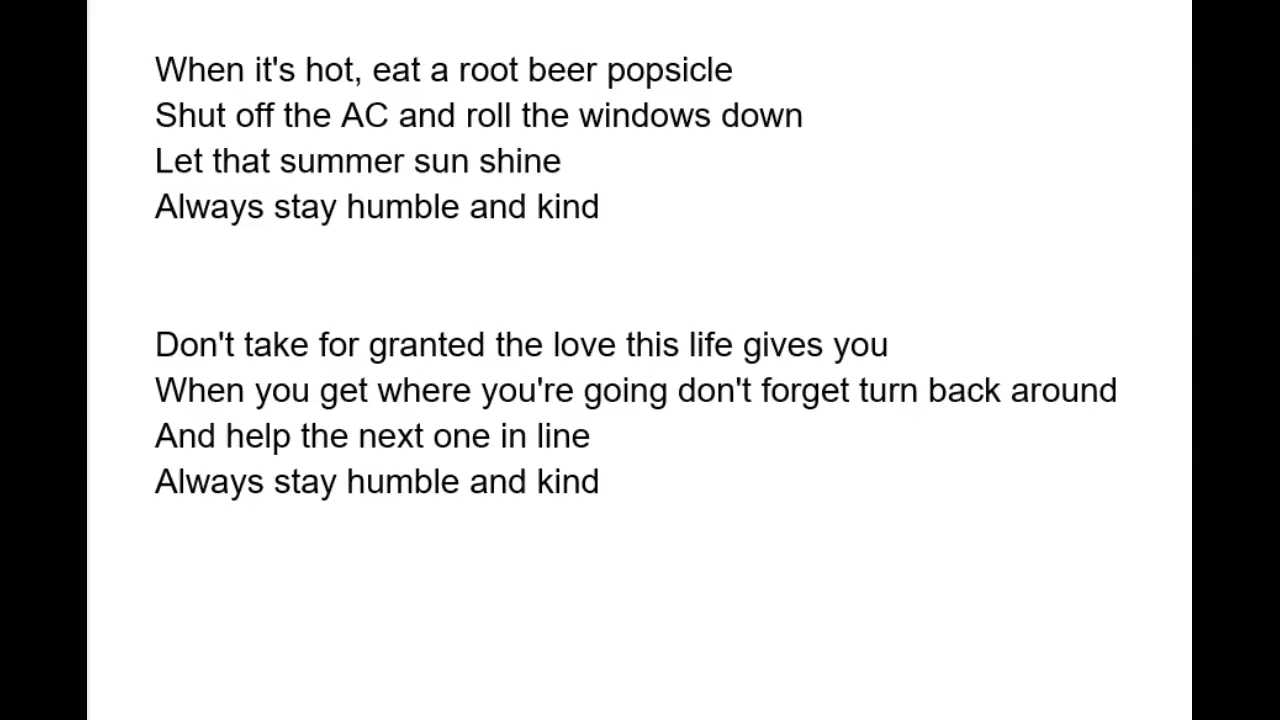 When it's hot, eat a root beer popsicle
Shut off the AC and roll the windows down
Let that summer sun shine
Always stay humble and kind
Don't take for granted the love this life gives you
When you get where you're going don't forget turn back around
And help the next one in line
Always stay humble and kind